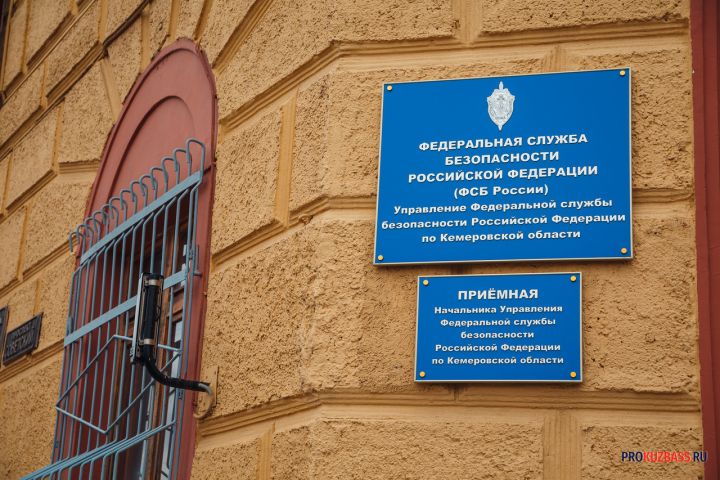 ФЕДЕРАЛЬНАЯ СЛУЖБА
БЕЗОПАСНОСТИ
РОССИЙСКОЙ ФЕДЕРАЦИИ
(ФСБ России)
Управление Федеральной службы
безопасности Российской Федерации
по Кемеровской области
ПРИЁМНАЯ
Начальника Управления
Федеральной службы
безопасности
Российской Федерации
по Кемеровской области
СОВЕТСКИЙ
PROKUZBASS.RU